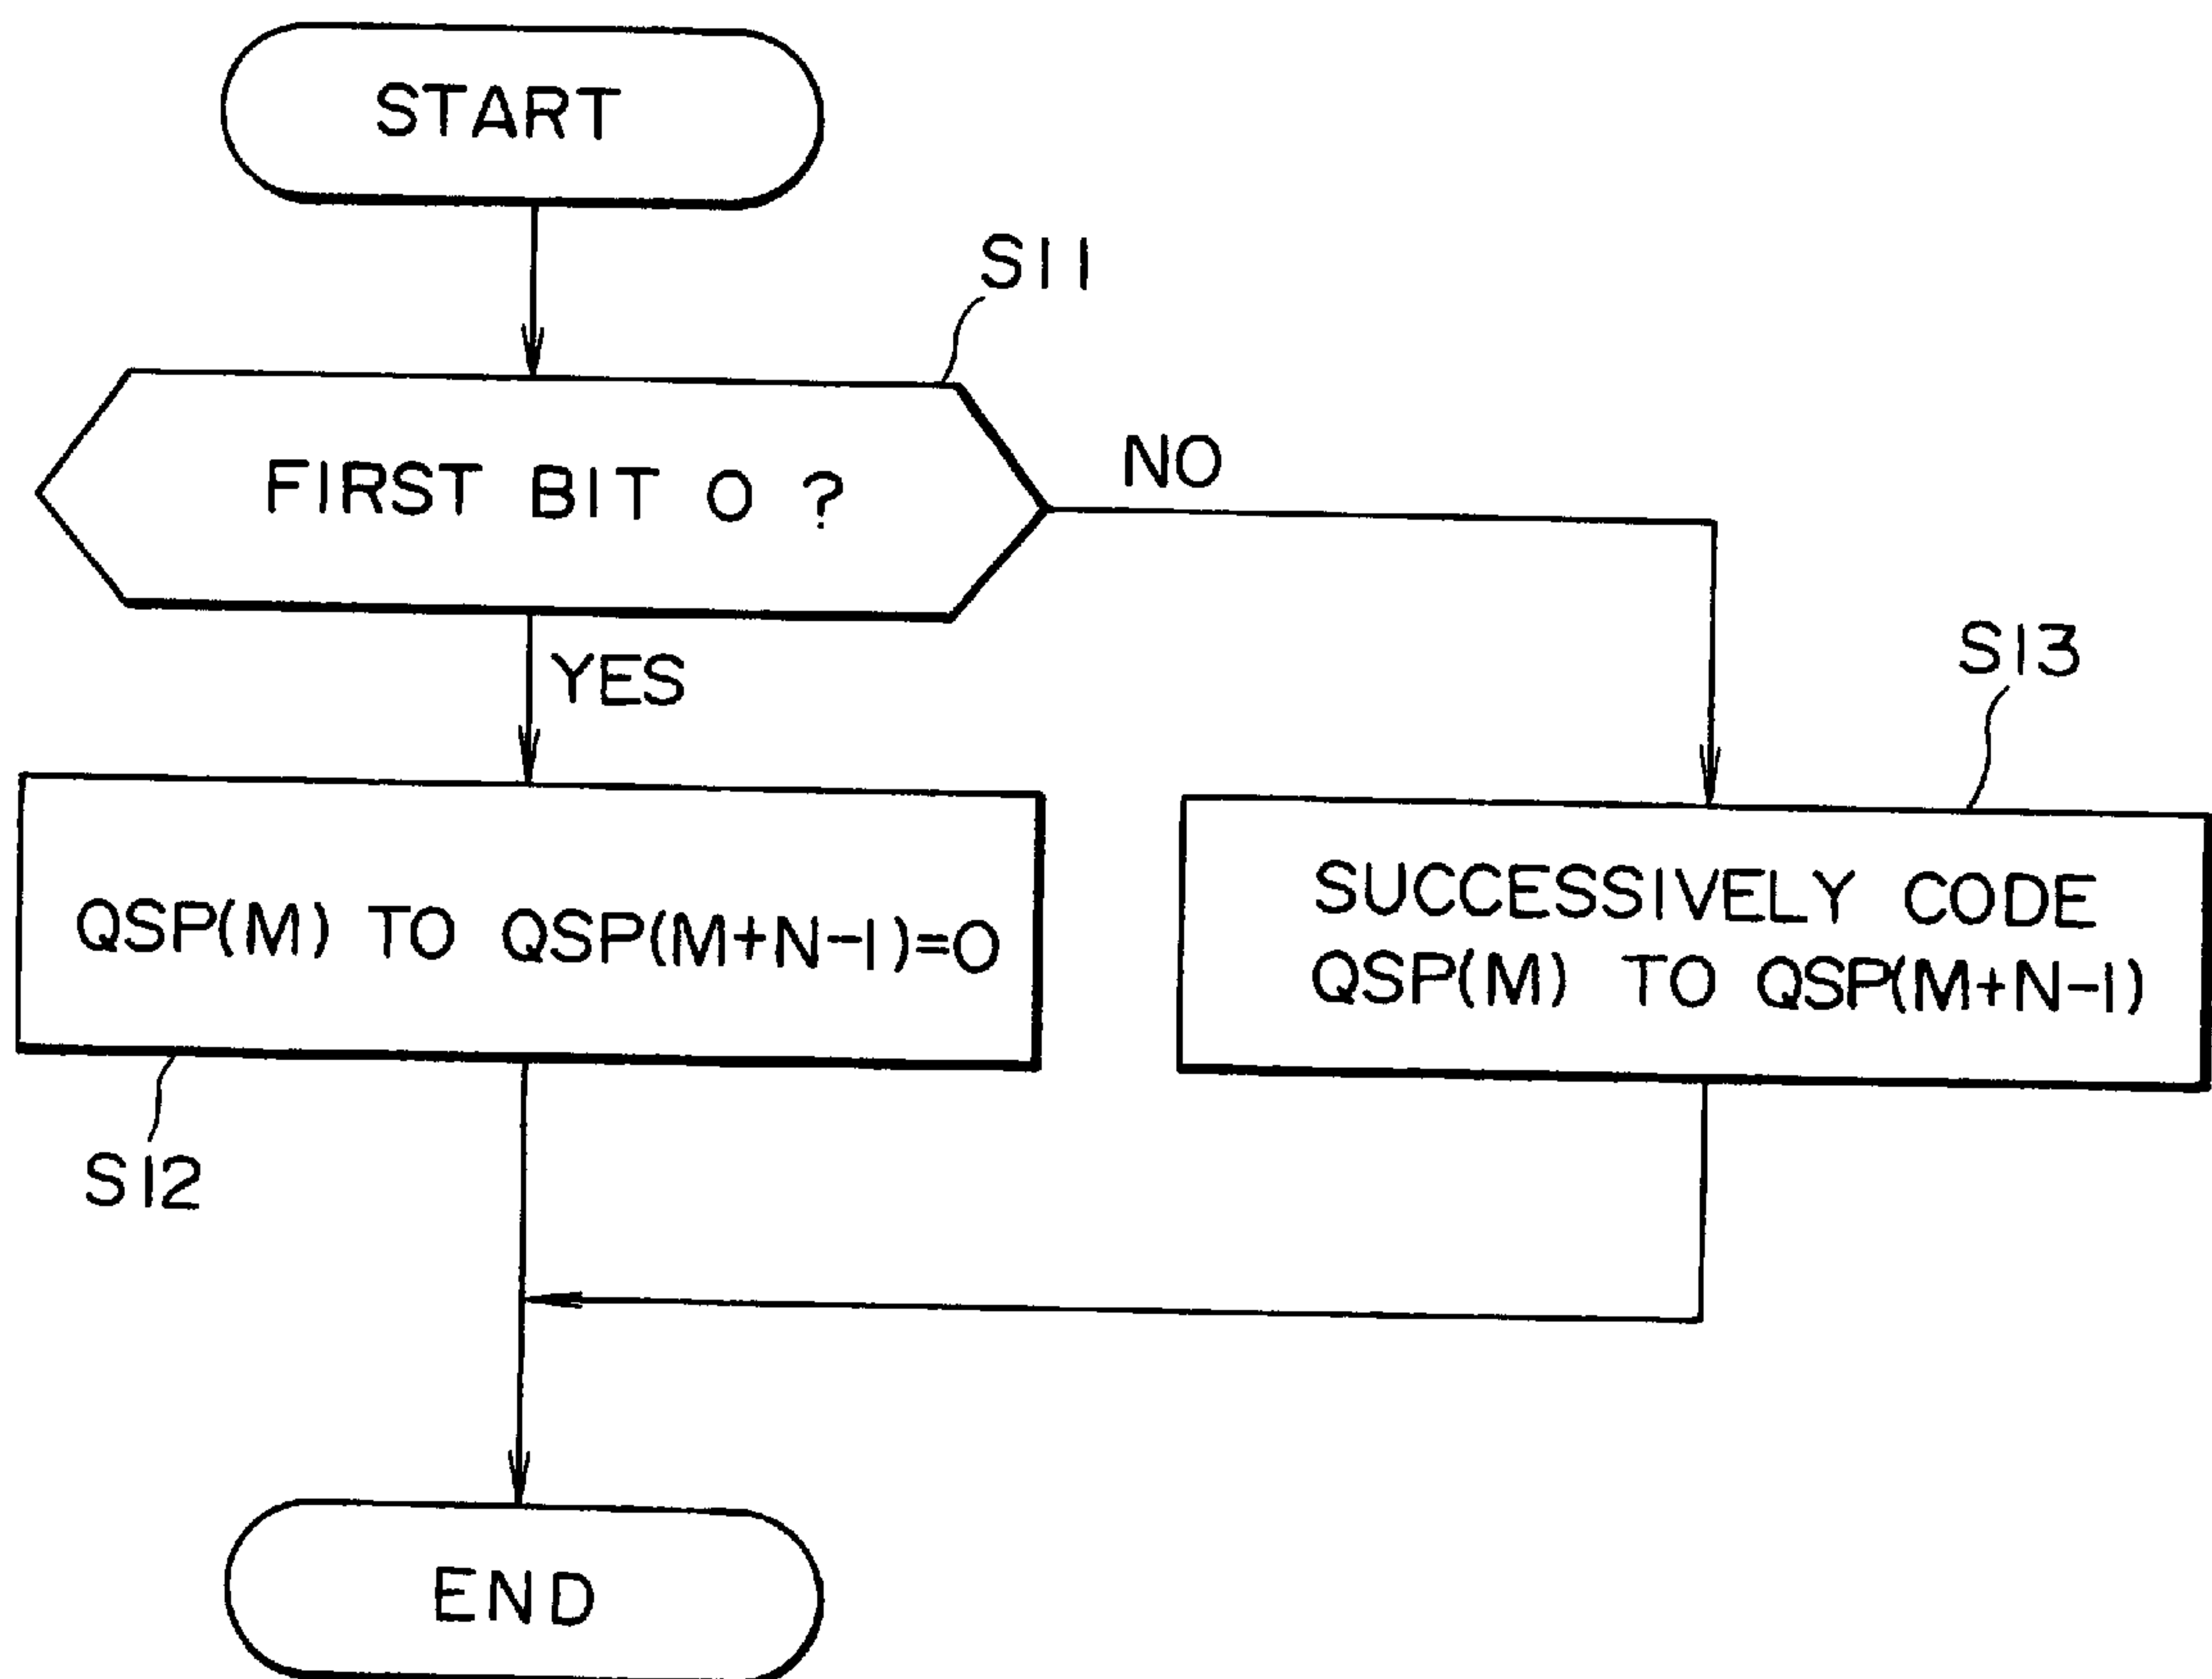 START
S11
FIRST BIT 0 ?
NO
YES
S13
QSP(M) TO QSP(M+N-1)=0
SUCCESSIVELY CODE
QSP(M) TO QSP(M+N-1)
S12
END